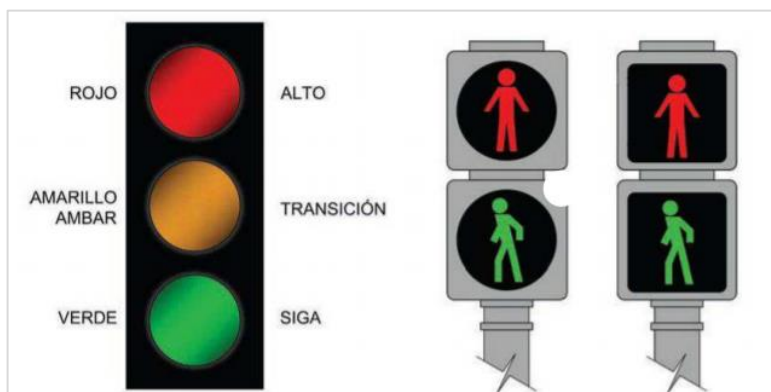 ROJO
ALTO
AMARILLO
AMBAR
TRANSICIÓN
VERDE
SIGA